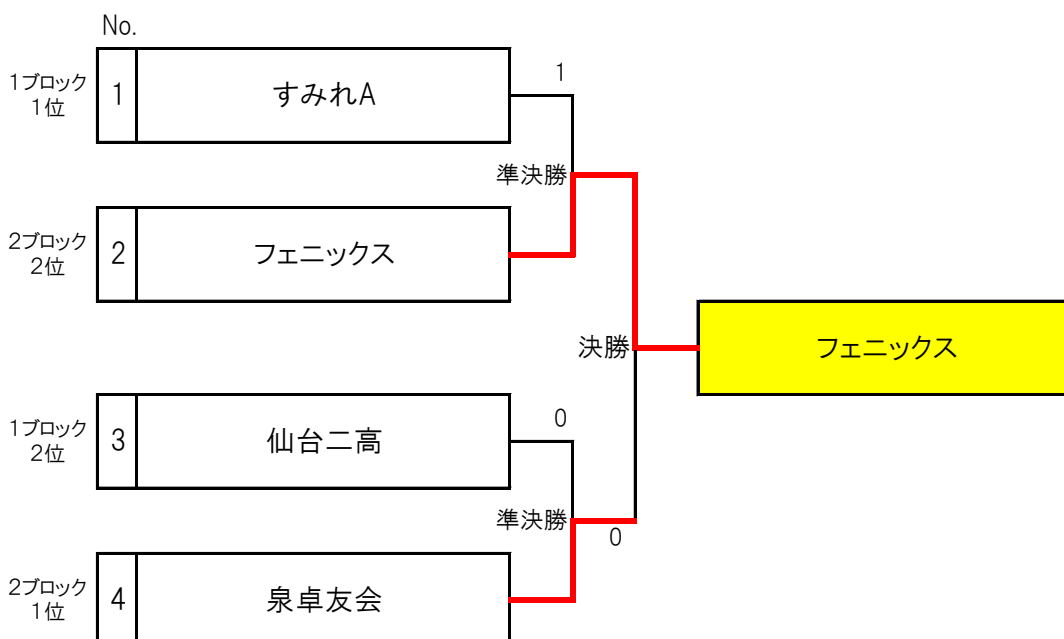 No.
1ブロック
1位
1
すみれA
1
準決勝
2ブロック
2位
2
フェニックス
決勝
フェニックス
1ブロック
2位
3
仙台二高
0
準決勝
0
2ブロック
1位
4
泉卓友会